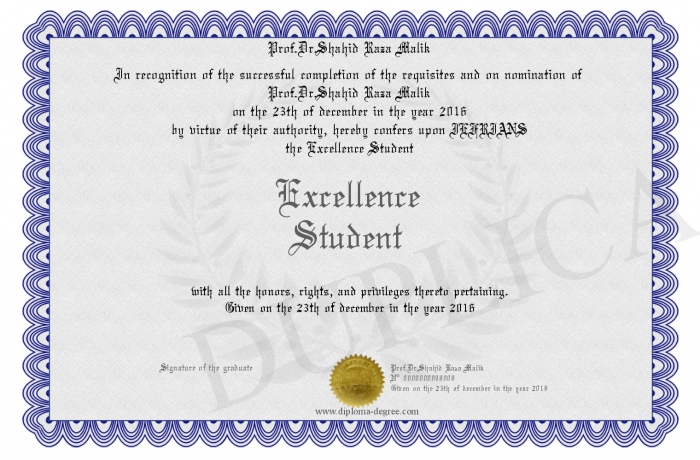 Prof.Dr.Shahid Raza Malik
In recognition of the successful completion of the requisites and on nomination of
Prof.Dr.Shahid Raza Malik
on the 23th of december in the year 2016
by virtue of their authority, hereby confers upon
the Excellence Student
Excellence
Student
with all the honors, rights, and privileges thereto pertaining.
Given on the 23th of december in the year 2016
DUPLICA
Signature of the graduate
Prof.Dr.Shahid Raza Malik
Nº
Given on the 23th of december in the year 2016
www.diploma-degree.com